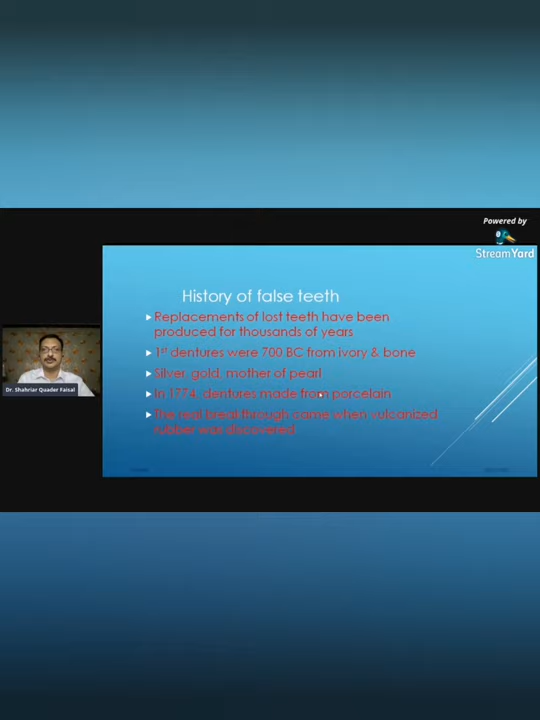 Powered by
StreamYard
History of false teeth
Replacements of lost teeth have been
produced for thousands of years
1st dentures were 700 BC from ivory & bone
Silver, gold, mother of pearl
In 1774, dentures made from porcelain
The real breakthrough came when vulcanized
rubber was discovered
Dr. Shahriar Quader Faisal